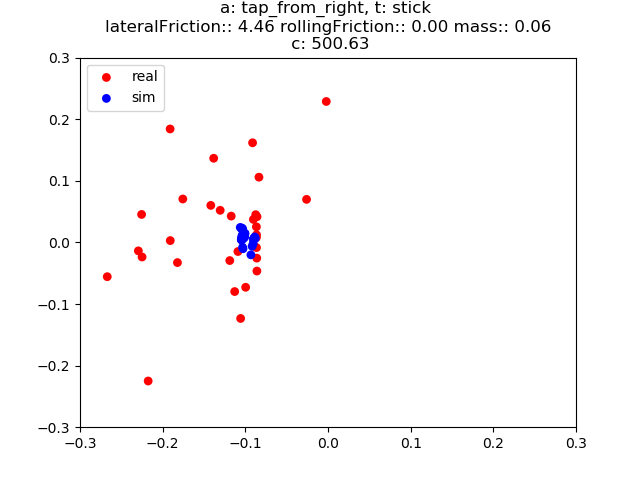 a: tap_from_right, t: stick
lateralFriction:: 4.46 rollingFriction:: 0.00 mass:: 0.06
c: 500.63
real
sim
0.3
0.2
0.1
0.0
−0.1
−0.2
−0.3
−0.3
−0.2
−0.1
0.0
0.1
0.2
0.3